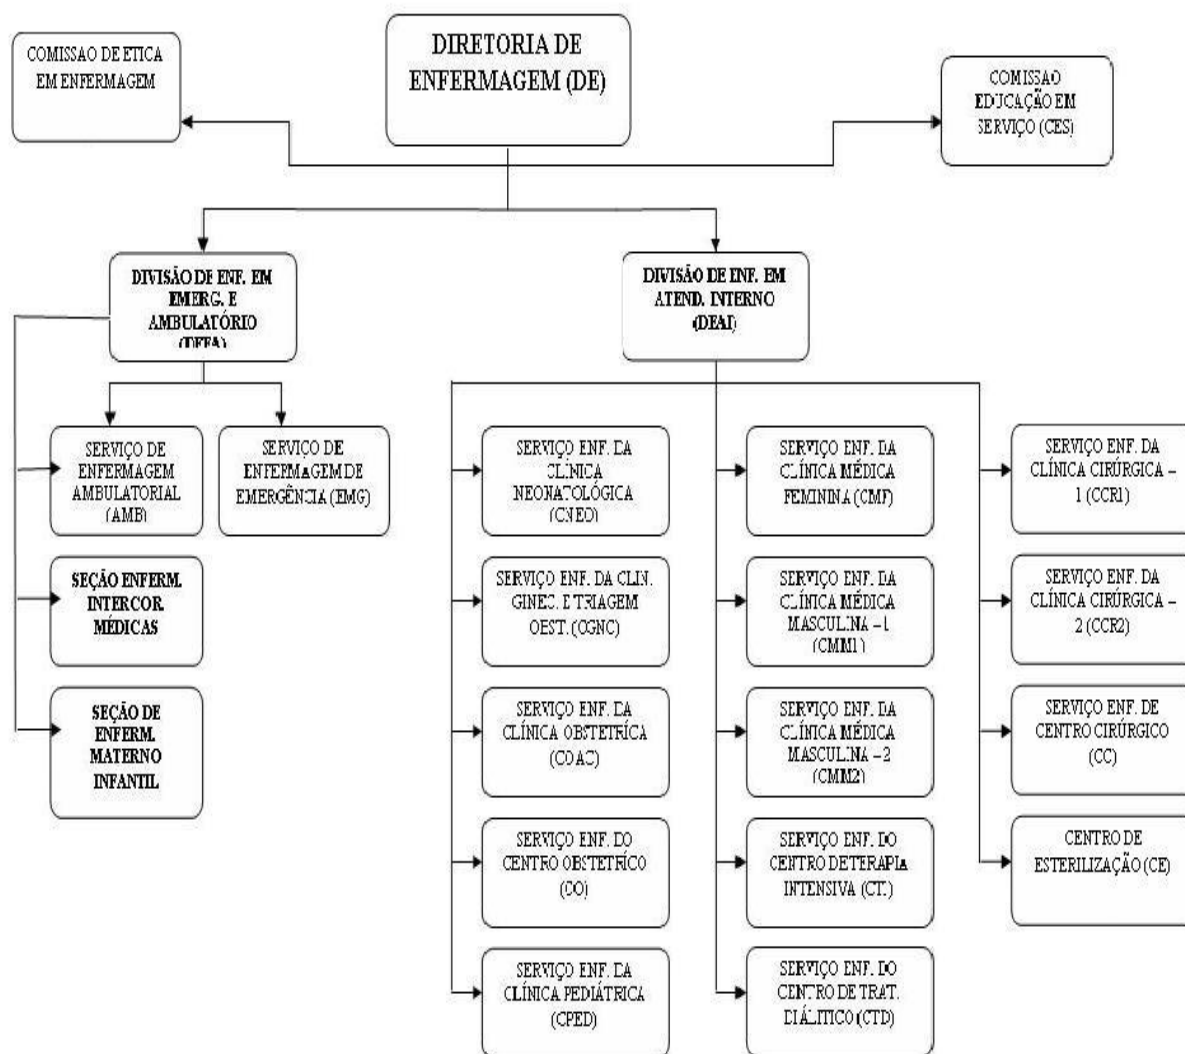 COMISSAO DE ETICA
EM ENFERMAGEM
DIRETORIA DE
ENFERMAGEM (DE)
COMISSAO
EDUCAÇÃO EM
SERVIÇO (CES)
DIVISÃO DE ENF. EM
EMERG. E
AMBULATÓRIO
DIVISÃO DE ENF. EM
ATEND. INTERNO
(DEAI)
SERVIÇO DE
ENFERMAGEM
AMBULATORIAL
(AMB)
SERVIÇO DE
ENFERMAGEM DE
EMERGÊNCIA (EMG)
SEÇÃO ENFERM.
INTERCOR.
MÉDICAS
SEÇÃO DE
ENFERM.
MATERNO
INFANTIL
SERVIÇO ENF. DA
CLÍNICA
NEONATOLÓGICA
(CNEO)
SERVIÇO ENF. DA CLIN.
GINEC. E TRIAGEM
OBST. (CGNC)
SERVIÇO ENF. DA
CLÍNICA OBSTETRÍCA
(COAC)
SERVIÇO ENF. DO
CENTRO OBSTETRÍCO
(CO)
SERVIÇO ENF. DA
CLÍNICA PEDIÁTRICA
(CPED)
SERVIÇO ENF. DA
CLÍNICA MÉDICA
FEMININA (CMF)
SERVIÇO ENF. DA
CLÍNICA MÉDICA
MASCULINA – 1
(CMM1)
SERVIÇO ENF. DA
CLÍNICA MÉDICA
MASCULINA – 2
(CMM2)
SERVIÇO ENF. DO
CENTRO DE TERAPIA
INTENSIVA (CTI)
SERVIÇO ENF. DO
CENTRO DE TRAT.
DIÁLITICO (CTD)
SERVIÇO ENF. DA
CLÍNICA CIRÚRGICA –
1 (CCR1)
SERVIÇO ENF. DA
CLÍNICA CIRÚRGICA –
2 (CCR2)
SERVIÇO ENF. DE
CENTRO CIRÚRGICO
(CC)
CENTRO DE
ESTERILIZAÇÃO (CE)